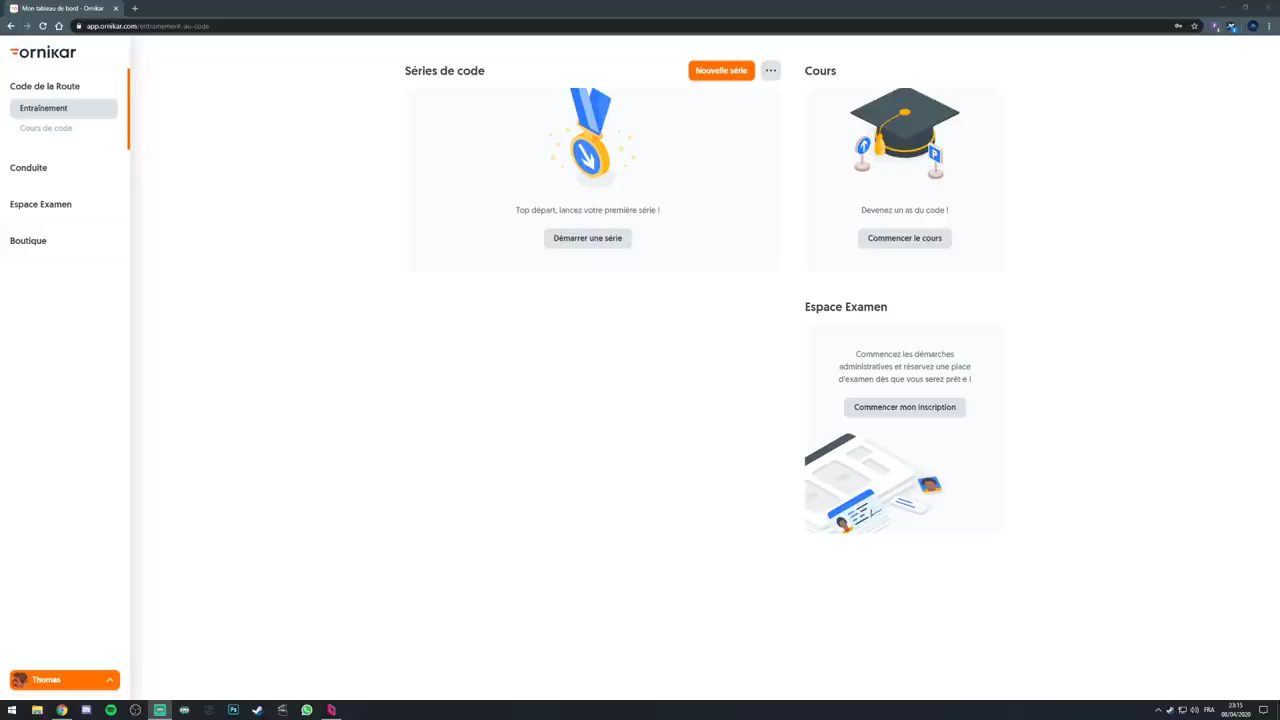 Mon tableau de bord - Ornikar
app.ornikar.com/entrainement-au-code
ornikar
Code de la Route
Entraînement
Cours de code
Conduite
Espace Examen
Boutique
Thomas
Séries de code
Nouvelle série
...
Top départ, lancez votre première série !
Démarrer une série
Cours
P
Devenez un as du code !
Commencer le cours
Espace Examen
Commencez les démarches
administratives et réservez une place
d'examen dès que vous serez prêt·e !
Commencer mon inscription
Ps
FRA
23:15
08/04/2020